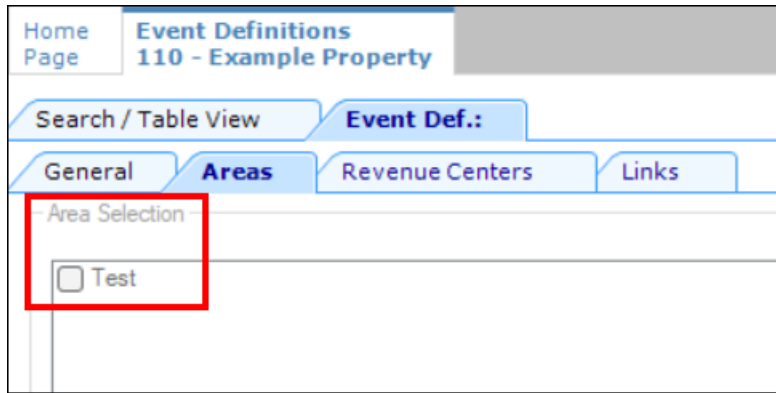 Home Page
Event Definitions
110 - Example Property
Search / Table View
Event Def.:
General
Areas
Revenue Centers
Links
Area Selection
Test